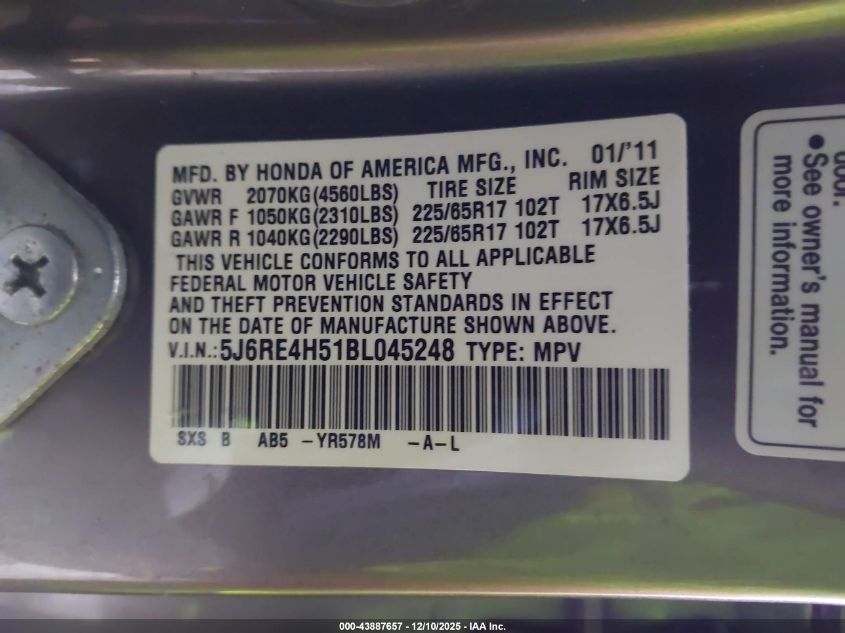 MFD. BY HONDA OF AMERICA MFG., INC. 01/'11
GVWR 2070KG(4560LBS) TIRE SIZE RIM SIZE
GAWR F 1050KG(2310LBS) 225/65R17 102T 17X6.5J
GAWR R 1040KG(2290LBS) 225/65R17 102T 17X6.5J
THIS VEHICLE CONFORMS TO ALL APPLICABLE
FEDERAL MOTOR VEHICLE SAFETY
AND THEFT PREVENTION STANDARDS IN EFFECT
ON THE DATE OF MANUFACTURE SHOWN ABOVE.
V.I.N.:5J6RE4H51BL045248 TYPE: MPV
SXS B AB5 -YR578M -A-L
door.
●See owner's manual for
more information.
000-43887657 - 12/10/2025 - IAA Inc.